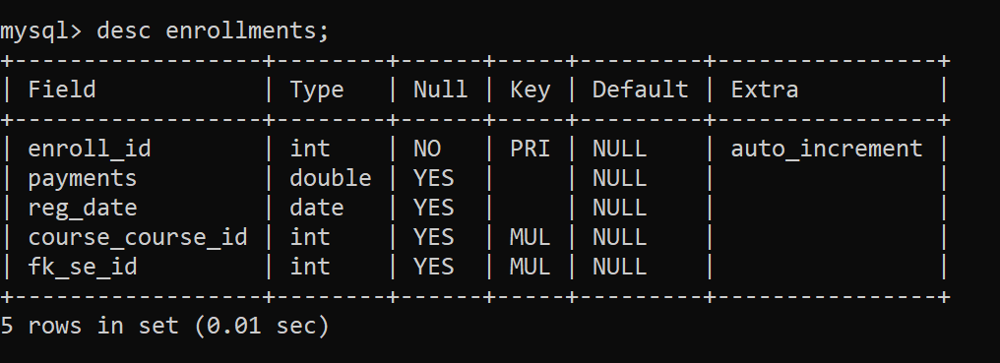 mysql> desc enrollments;
+------------------+--------+------+-----+---------+----------------+
| Field            | Type   | Null | Key | Default | Extra          |
+------------------+--------+------+-----+---------+----------------+
| enroll_id        | int    | NO   | PRI | NULL    | auto_increment |
| payments         | double | YES  |     | NULL    |                |
| reg_date         | date   | YES  |     | NULL    |                |
| course_course_id | int    | YES  | MUL | NULL    |                |
| fk_se_id         | int    | YES  | MUL | NULL    |                |
+------------------+--------+------+-----+---------+----------------+
5 rows in set (0.01 sec)